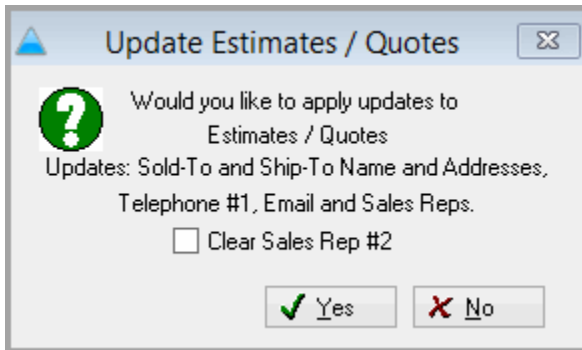 Update Estimates / Quotes
Would you like to apply updates to
Estimates / Quotes
Updates: Sold-To and Ship-To Name and Addresses,
Telephone #1, Email and Sales Reps.
Clear Sales Rep #2
Yes No